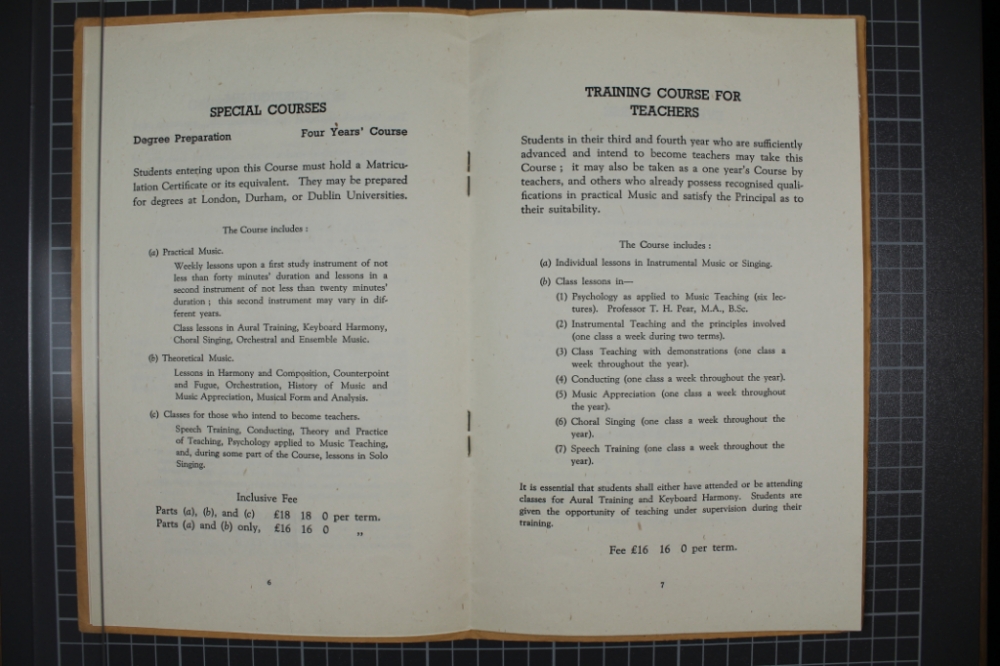 SPECIAL COURSES
Degree Preparation Four Years' Course
Students entering upon this Course must hold a Matricu-
lation Certificate or its equivalent. They may be prepared
for degrees at London, Durham, or Dublin Universities.
The Course includes :
(a) Practical Music.
Weekly lessons upon a first study instrument of not
less than forty minutes' duration and lessons in a
second instrument of not less than twenty minutes'
duration ; this second instrument may vary in dif-
ferent years.
Class lessons in Aural Training, Keyboard Harmony,
Choral Singing, Orchestral and Ensemble Music.
(b) Theoretical Music.
Lessons in Harmony and Composition, Counterpoint
and Fugue, Orchestration, History of Music and
Music Appreciation, Musical Form and Analysis.
(c) Classes for those who intend to become teachers.
Speech Training, Conducting, Theory and Practice
of Teaching, Psychology applied to Music Teaching,
and, during some part of the Course, lessons in Solo
Singing.
Inclusive Fee
Parts (a), (b), and (c) £18 18 0 per term.
Parts (a) and (b) only, £16 16 0 „
6
TRAINING COURSE FOR
TEACHERS
Students in their third and fourth year who are sufficiently
advanced and intend to become teachers may take this
Course ; it may also be taken as a one year's Course by
teachers, and others who already possess recognised quali-
fications in practical Music and satisfy the Principal as to
their suitability.
The Course includes :
(a) Individual lessons in Instrumental Music or Singing.
(b) Class lessons in—
(1) Psychology as applied to Music Teaching (six lec-
tures). Professor T. H. Pear, M.A., B.Sc.
(2) Instrumental Teaching and the principles involved
(one class a week during two terms).
(3) Class Teaching with demonstrations (one class a
week throughout the year).
(4) Conducting (one class a week throughout the year).
(5) Music Appreciation (one class a week throughout
the year).
(6) Choral Singing (one class a week throughout the
year).
(7) Speech Training (one class a week throughout the
year).
It is essential that students shall either have attended or be attending
classes for Aural Training and Keyboard Harmony. Students are
given the opportunity of teaching under supervision during their
training.
Fee £16 16 0 per term.
7